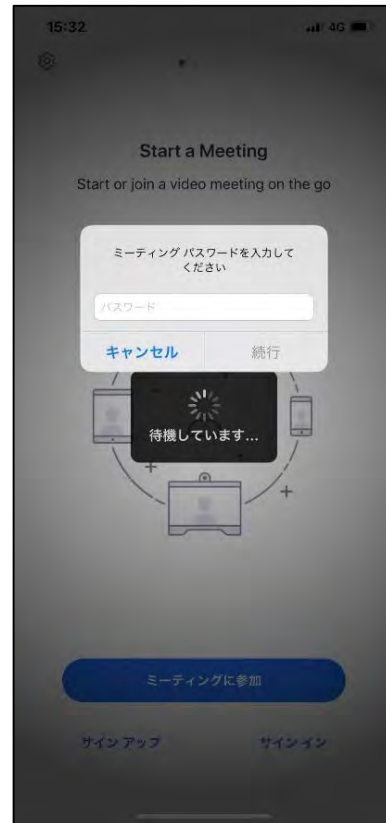 15:32
4G
Start a Meeting
Start or join a video meeting on the go
ミーティング パスワードを入力して
ください
パスワード
キャンセル
続行
待機しています...
ミーティングに参加
サイン アップ
サイン イン